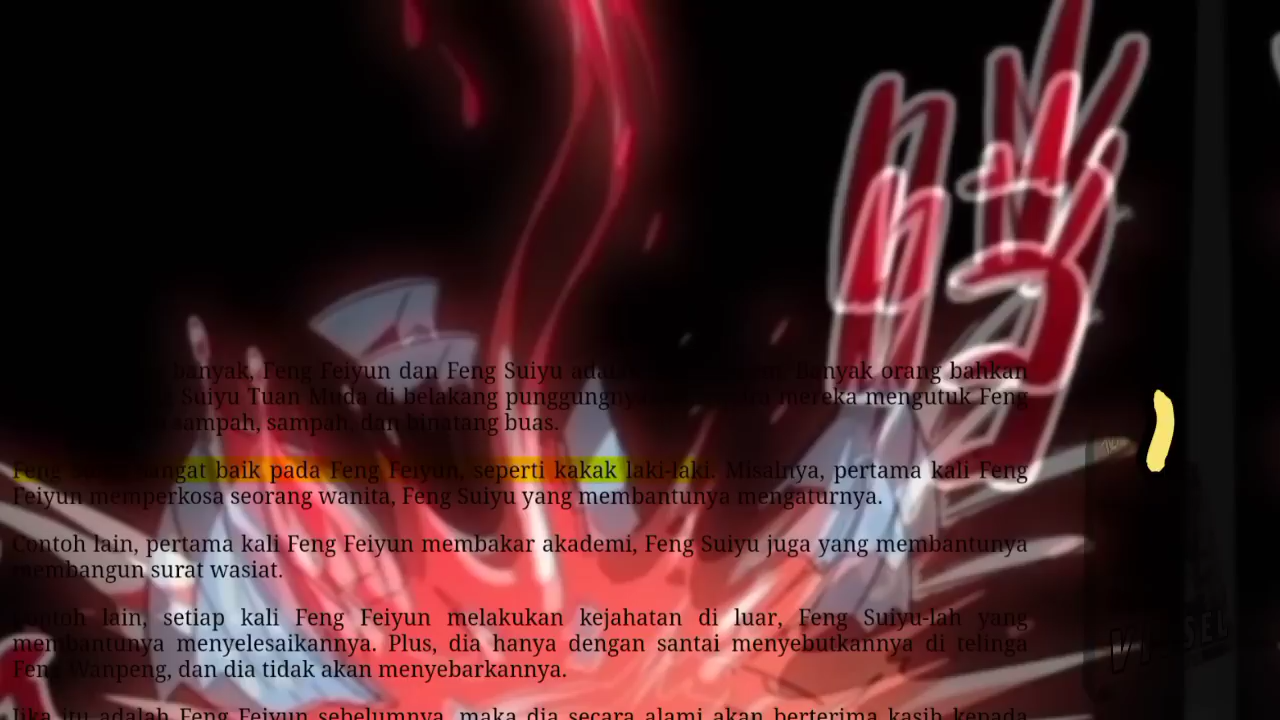 banyak, Feng Feiyun dan Feng Suiyu Banyak orang bahkan
Suiyu Tuan Muda di belakang mereka mengutuk Feng
sampah, sampah, dan binatang buas.
Feng sangat baik pada Feng Feiyun, seperti kakak laki-laki. Misalnya, pertama kali Feng
Feiyun memperkosa seorang wanita, Feng Suiyu yang membantunya mengaturnya.
Contoh lain, pertama kali Feng Feiyun membakar akademi, Feng Suiyu juga yang membantunya
membangun surat wasiat.
Contoh lain, setiap kali Feng Feiyun melakukan kejahatan di luar, Feng Suiyu-lah yang
membantunya menyelesaikannya. Plus, dia hanya dengan santai menyebutkannya di telinga
Feng Wanpeng, dan dia tidak akan menyebarkannya.
Jika itu adalah Feng Feiyun sebelumnya, maka dia secara alami akan berterima kasih kepada